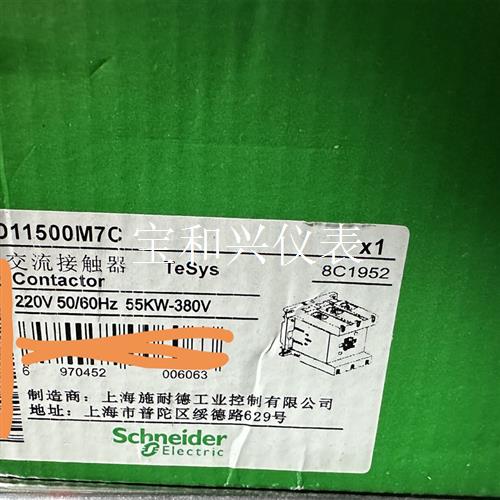 D11500M7C
宝和兴仪表
x1
交流接触器 TeSys
8C1952
Contactor
220V 50/60Hz 55KW-380V
6 970452 006063
制造商: 上海施耐德工业控制有限公司
地址: 上海市普陀区绥德路629号
Schneider
Electric